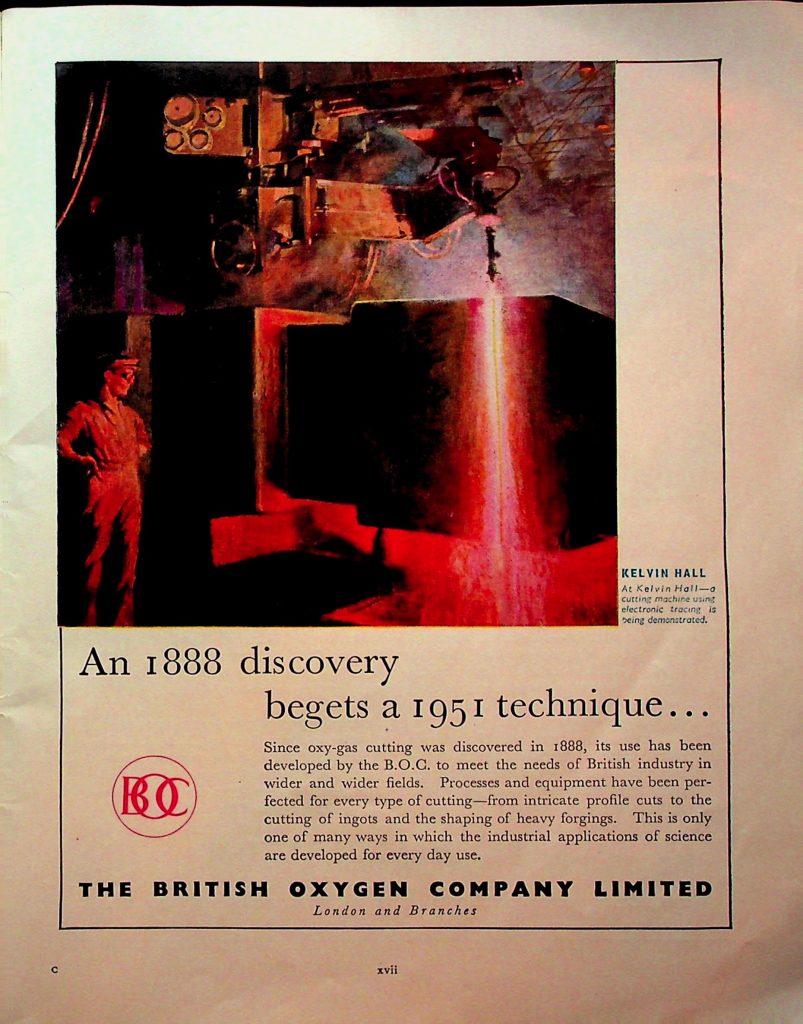 KELVIN HALL
At Kelvin Hall—a
cutting machine using
electronic tracing is
being demonstrated.
An 1888 discovery
begets a 1951 technique...
BOC
Since oxy-gas cutting was discovered in 1888, its use has been
developed by the B.O.C. to meet the needs of British industry in
wider and wider fields. Processes and equipment have been per-
fected for every type of cutting—from intricate profile cuts to the
cutting of ingots and the shaping of heavy forgings. This is only
one of many ways in which the industrial applications of science
are developed for every day use.
THE BRITISH OXYGEN COMPANY LIMITED
London and Branches
C
xvii